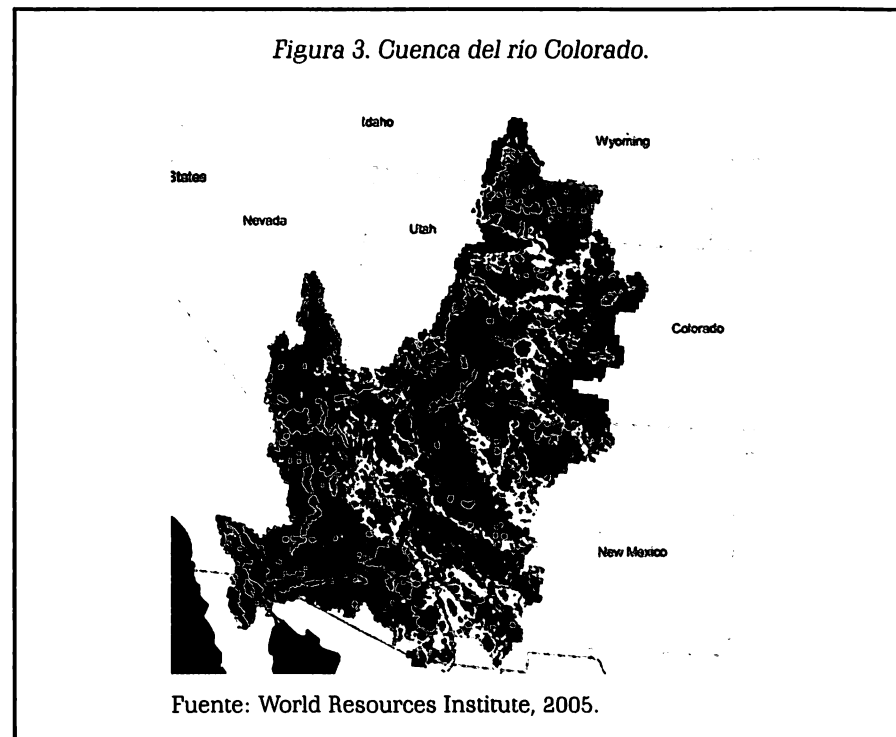 Figura 3. Cuenca del río Colorado.
Idaho
Wyoming
States
Nevada
Utah
Colorado
New Mexico
Fuente: World Resources Institute, 2005.